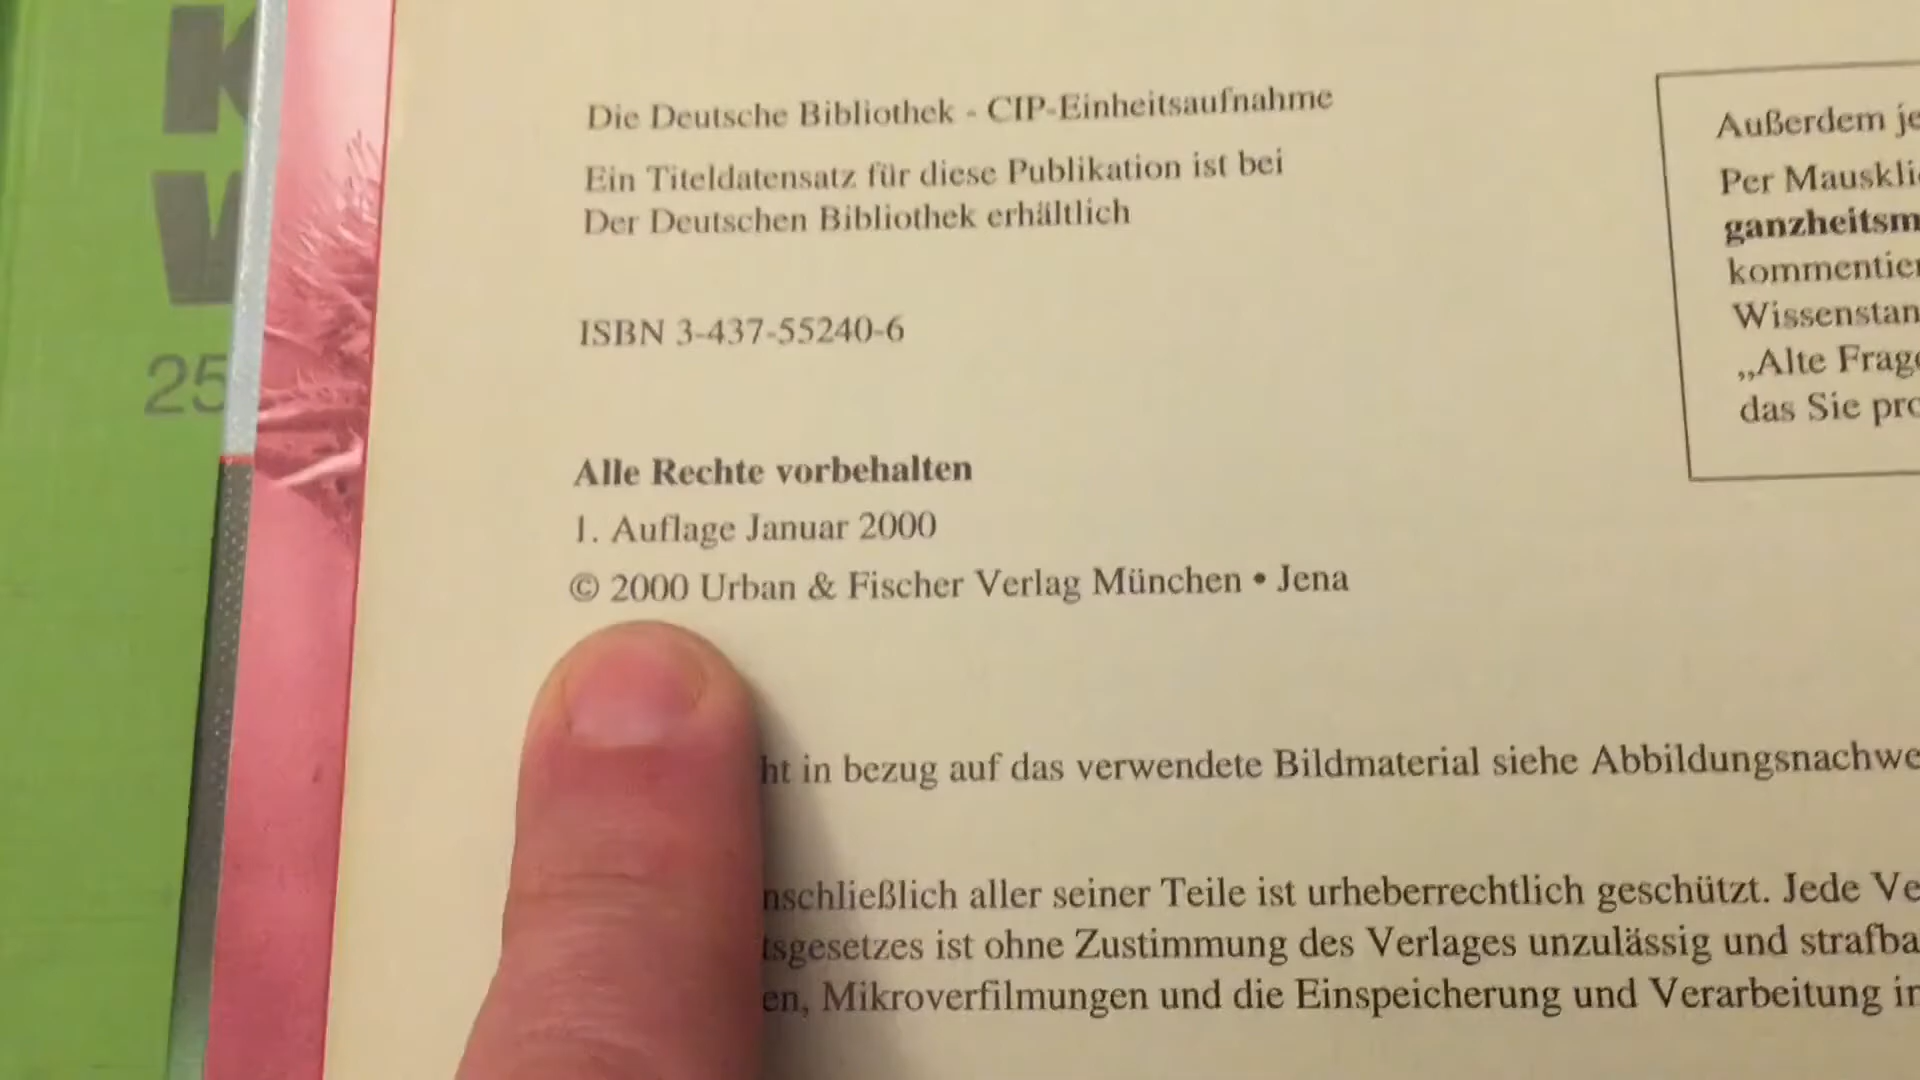 K
W
25
Die Deutsche Bibliothek - CIP-Einheitsaufnahme
Ein Titeldatensatz für diese Publikation ist bei
Der Deutschen Bibliothek erhältlich
ISBN 3-437-55240-6
Alle Rechte vorbehalten
1. Auflage Januar 2000
© 2000 Urban & Fischer Verlag München • Jena
Außerdem je
Per Mauskli
ganzheitsm
kommentier
Wissenstan
„Alte Frage
das Sie pro
ht in bezug auf das verwendete Bildmaterial siehe Abbildungsnachwe
nschließlich aller seiner Teile ist urheberrechtlich geschützt. Jede Ve
tsgesetzes ist ohne Zustimmung des Verlages unzulässig und strafba
en, Mikroverfilmungen und die Einspeicherung und Verarbeitung in